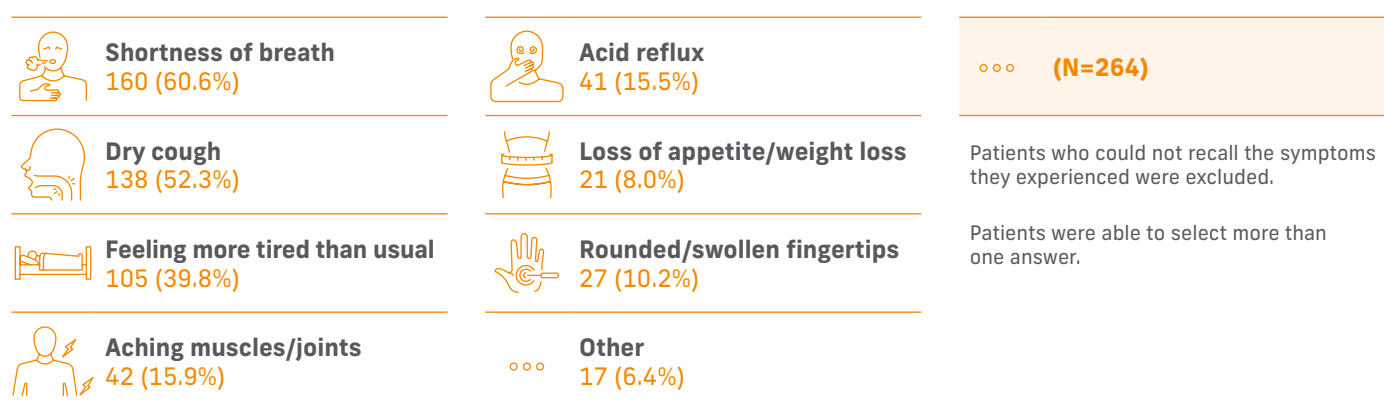 Shortness of breath
160 (60.6%)
Dry cough
138 (52.3%)
Feeling more tired than usual
105 (39.8%)
Aching muscles/joints
42 (15.9%)
Acid reflux
41 (15.5%)
Loss of appetite/weight loss
21 (8.0%)
Rounded/swollen fingertips
27 (10.2%)
Other
17 (6.4%)
(N=264)
Patients who could not recall the symptoms
they experienced were excluded.
Patients were able to select more than
one answer.